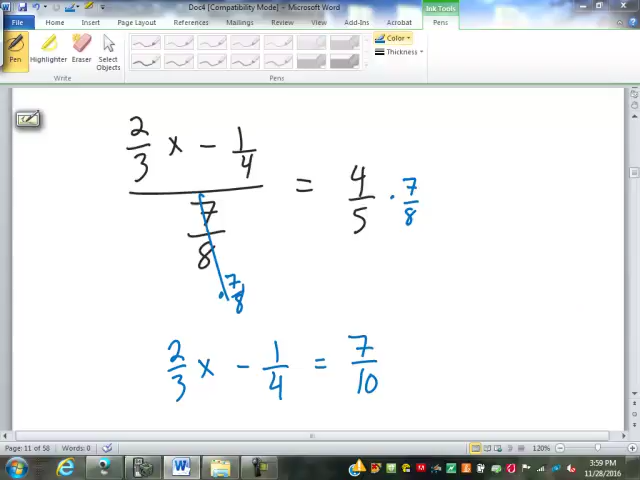 Doc4 [Compatibility Mode] - Microsoft Word
Ink Tools
File Home Insert Page Layout References Mailings Review View Add-Ins Acrobat Pens
Pen Highlighter Eraser Select Objects
Color
Thickness
Write Pens
2/3 x - 1/4 = 4/5 · 7/8
7/8
· 7/8
2/3 x - 1/4 = 7/10
Page: 11 of 58 Words: 0 120%
3:59 PM
11/28/2016